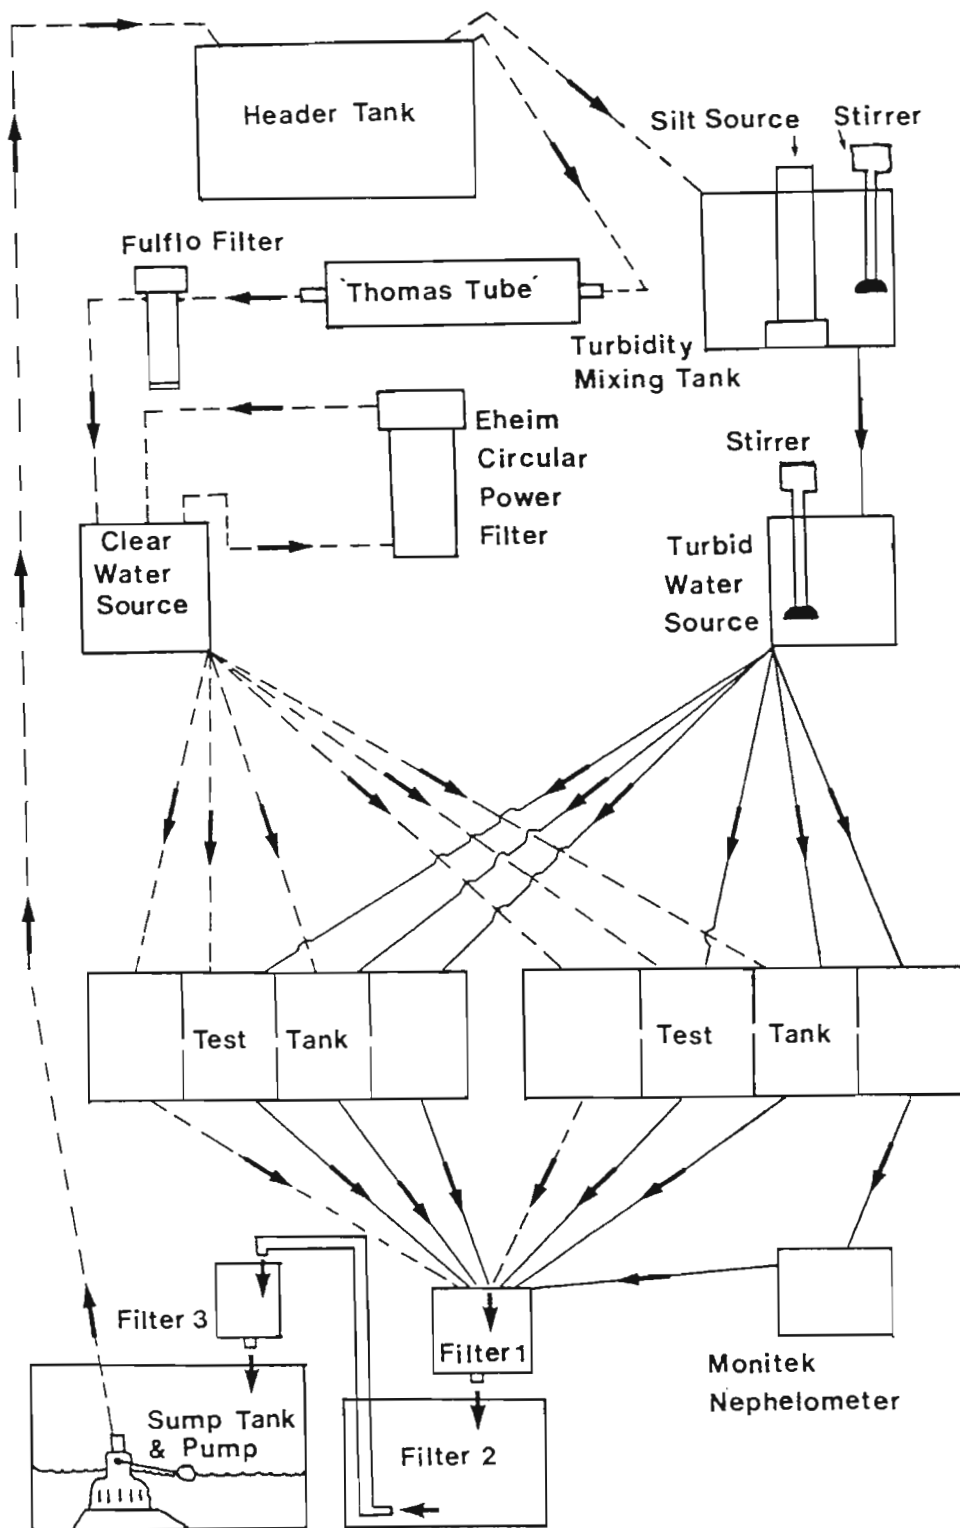 Header Tank
Silt Source
Stirrer
Fulflo Filter
'Thomas Tube'
Turbidity
Mixing Tank
Eheim
Circular
Power
Filter
Stirrer
Clear
Water
Source
Turbid
Water
Source
Test Tank
Test Tank
Filter 3
Filter 1
Monitek
Nephelometer
Sump Tank
& Pump
Filter 2